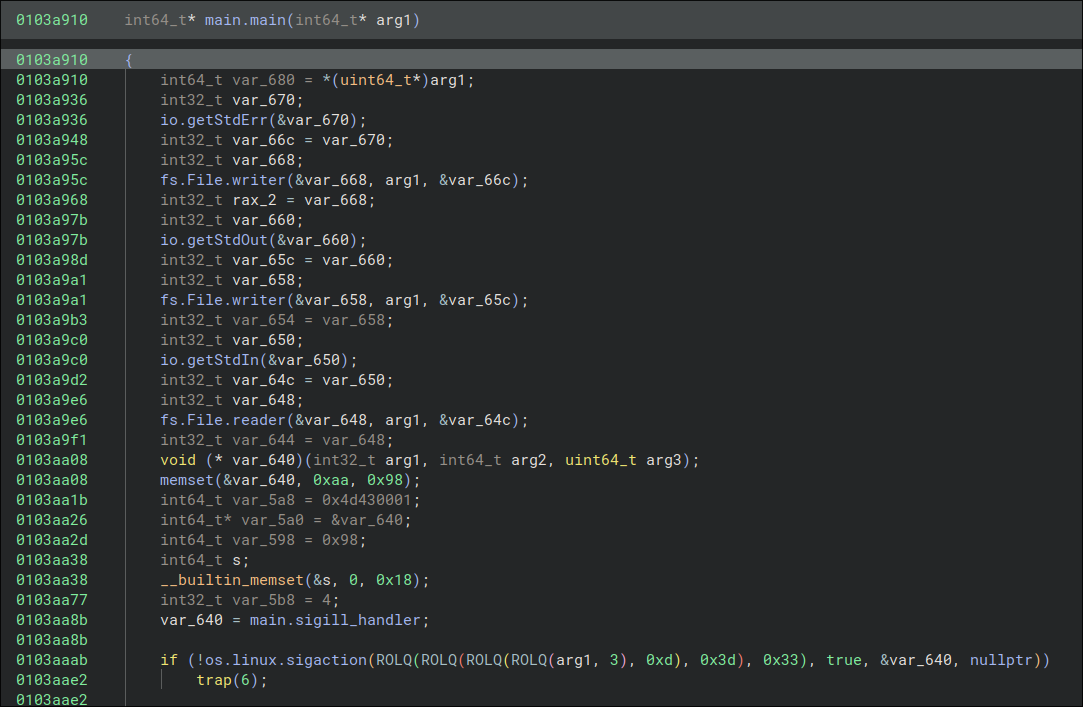 0103a910 int64_t* main.main(int64_t* arg1)
0103a910 {
0103a910 int64_t var_680 = *(uint64_t*)arg1;
0103a936 int32_t var_670;
0103a936 io.getStdErr(&var_670);
0103a948 int32_t var_66c = var_670;
0103a95c int32_t var_668;
0103a95c fs.File.writer(&var_668, arg1, &var_66c);
0103a968 int32_t rax_2 = var_668;
0103a97b int32_t var_660;
0103a97b io.getStdOut(&var_660);
0103a98d int32_t var_65c = var_660;
0103a9a1 int32_t var_658;
0103a9a1 fs.File.writer(&var_658, arg1, &var_65c);
0103a9b3 int32_t var_654 = var_658;
0103a9c0 int32_t var_650;
0103a9c0 io.getStdIn(&var_650);
0103a9d2 int32_t var_64c = var_650;
0103a9e6 int32_t var_648;
0103a9e6 fs.File.reader(&var_648, arg1, &var_64c);
0103a9f1 int32_t var_644 = var_648;
0103aa08 void (* var_640)(int32_t arg1, int64_t arg2, uint64_t arg3);
0103aa08 memset(&var_640, 0xaa, 0x98);
0103aa1b int64_t var_5a8 = 0x4d430001;
0103aa26 int64_t* var_5a0 = &var_640;
0103aa2d int64_t var_598 = 0x98;
0103aa38 int64_t s;
0103aa38 __builtin_memset(&s, 0, 0x18);
0103aa77 int32_t var_5b8 = 4;
0103aa8b var_640 = main.sigill_handler;
0103aa8b
0103aaab if (!os.linux.sigaction(ROLQ(ROLQ(ROLQ(ROLQ(arg1, 3), 0xd), 0x3d), 0x33), true, &var_640, nullptr))
0103aae2 trap(6);
0103aae2